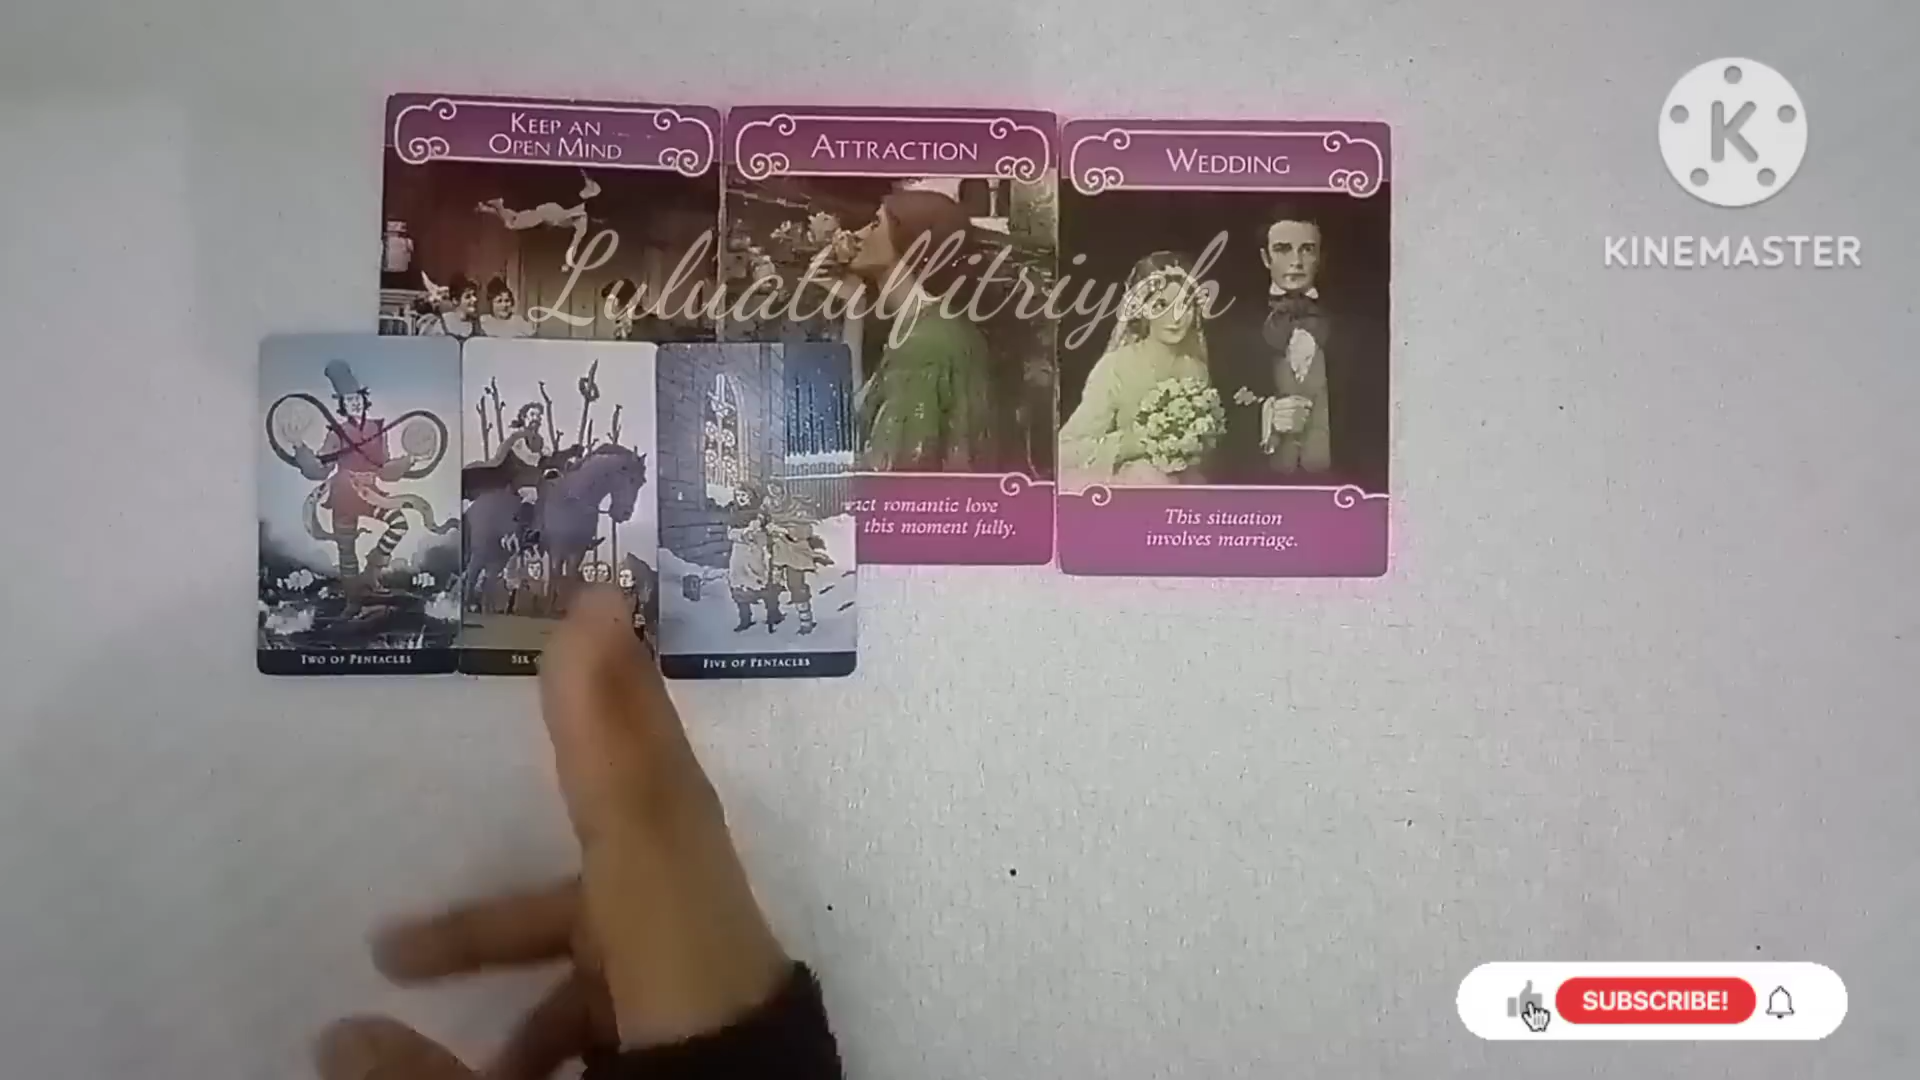 KEEP AN
OPEN MIND
ATTRACTION
WEDDING
KINEMASTER
Luluatulfitriyah
romantic love
this moment fully.
This situation
involves marriage.
TWO OF PENTACLES
SIX
FIVE OF PENTACLES
SUBSCRIBE!